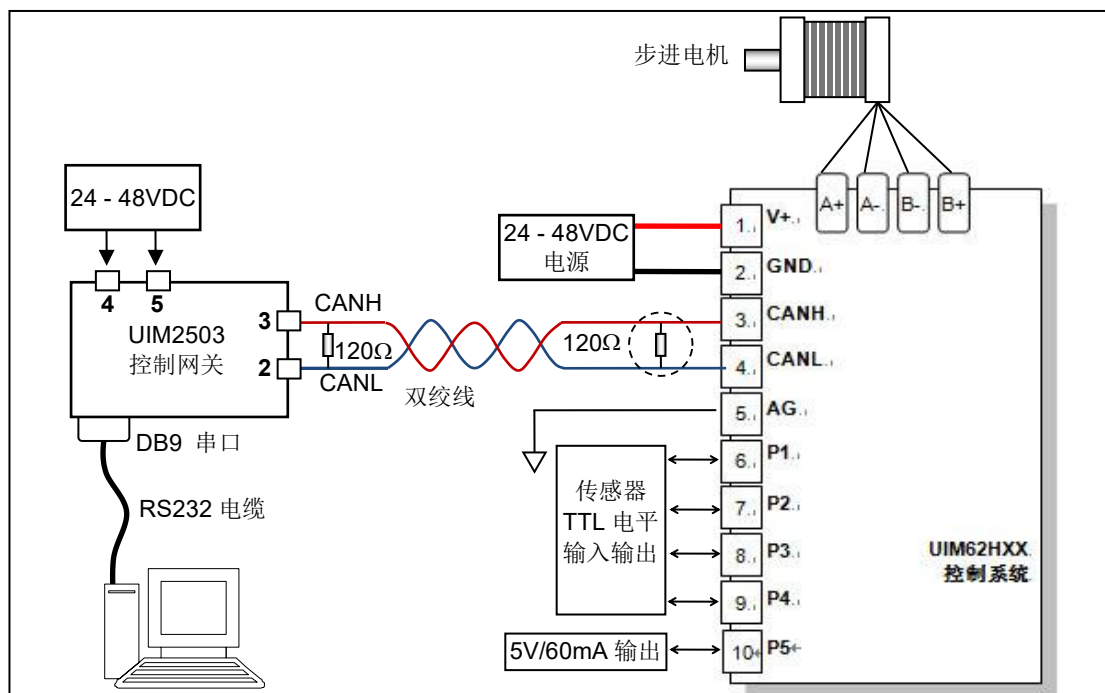 步进电机
24 - 48VDC
4 5
UIM2503
控制网关
3
2
DB9 串口
RS232 电缆
CANH
120Ω
CANL
双绞线
120Ω
24 - 48VDC
电源
A+ A- B- B+
1 V+
2 GND
3 CANH
4 CANL
5 AG
6 P1
7 P2
8 P3
9 P4
10 P5
传感器
TTL 电平
输入输出
5V/60mA 输出
UIM62HXX
控制系统